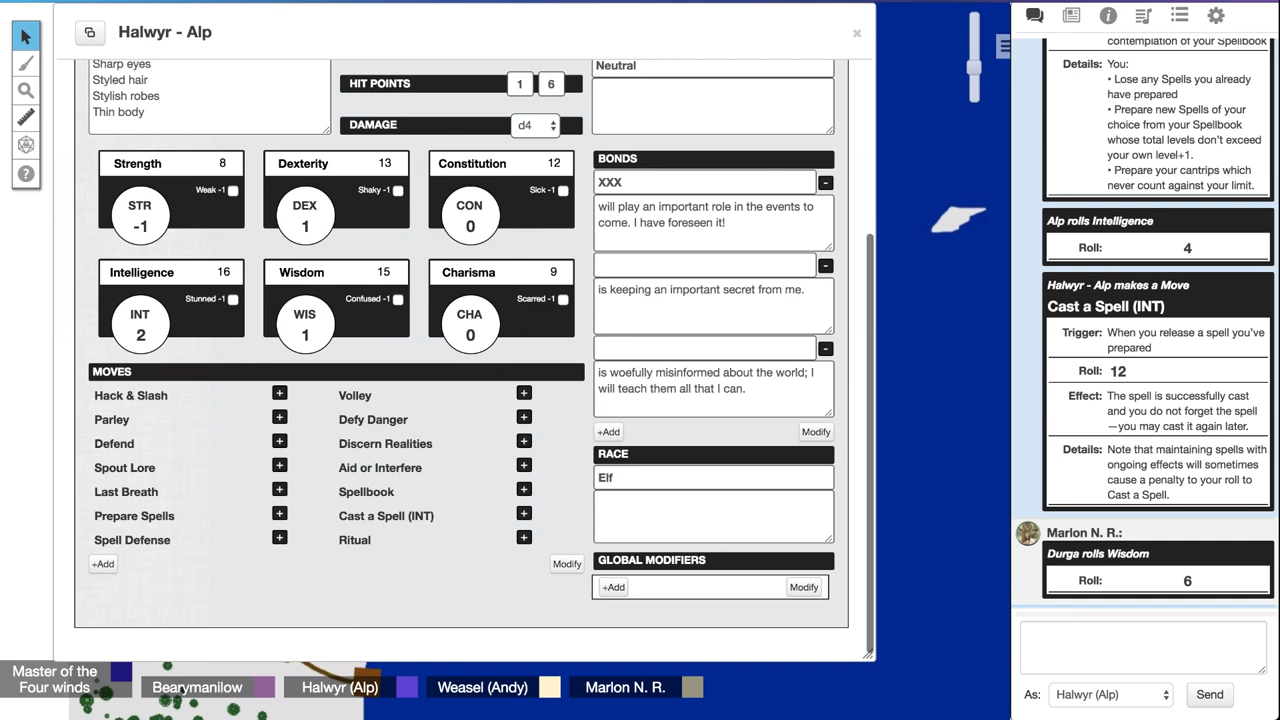 Halwyr - Alp
×
Sharp eyes
Styled hair
Stylish robes
Thin body
HIT POINTS
1
6
DAMAGE
d4
Neutral
Strength 8
Weak -1
STR
-1
Dexterity 13
Shaky -1
DEX
1
Constitution 12
Sick -1
CON
0
Intelligence 16
Stunned -1
INT
2
Wisdom 15
Confused -1
WIS
1
Charisma 9
Scarred -1
CHA
0
MOVES
Hack & Slash +
Volley +
Parley +
Defy Danger +
Defend +
Discern Realities +
Spout Lore +
Aid or Interfere +
Last Breath +
Spellbook +
Prepare Spells +
Cast a Spell (INT) +
Spell Defense +
Ritual +
+Add
Modify
BONDS
XXX -
will play an important role in the events to
come. I have foreseen it!
-
is keeping an important secret from me.
-
is woefully misinformed about the world; I
will teach them all that I can.
+Add
Modify
RACE
Elf
GLOBAL MODIFIERS
+Add
Modify
Master of the
Four winds
Bearymanilow
Halwyr (Alp)
Weasel (Andy)
Marlon N. R.
contemplation of your Spellbook
Details: You:
• Lose any Spells you already
have prepared
• Prepare new Spells of your
choice from your Spellbook
whose total levels don't exceed
your own level+1.
• Prepare your cantrips which
never count against your limit.
Alp rolls Intelligence
Roll: 4
Halwyr - Alp makes a Move
Cast a Spell (INT)
Trigger: When you release a spell you've
prepared
Roll: 12
Effect: The spell is successfully cast
and you do not forget the spell
—you may cast it again later.
Details: Note that maintaining spells with
ongoing effects will sometimes
cause a penalty to your roll to
Cast a Spell.
Marlon N. R.:
Durga rolls Wisdom
Roll: 6
As: Halwyr (Alp)
Send